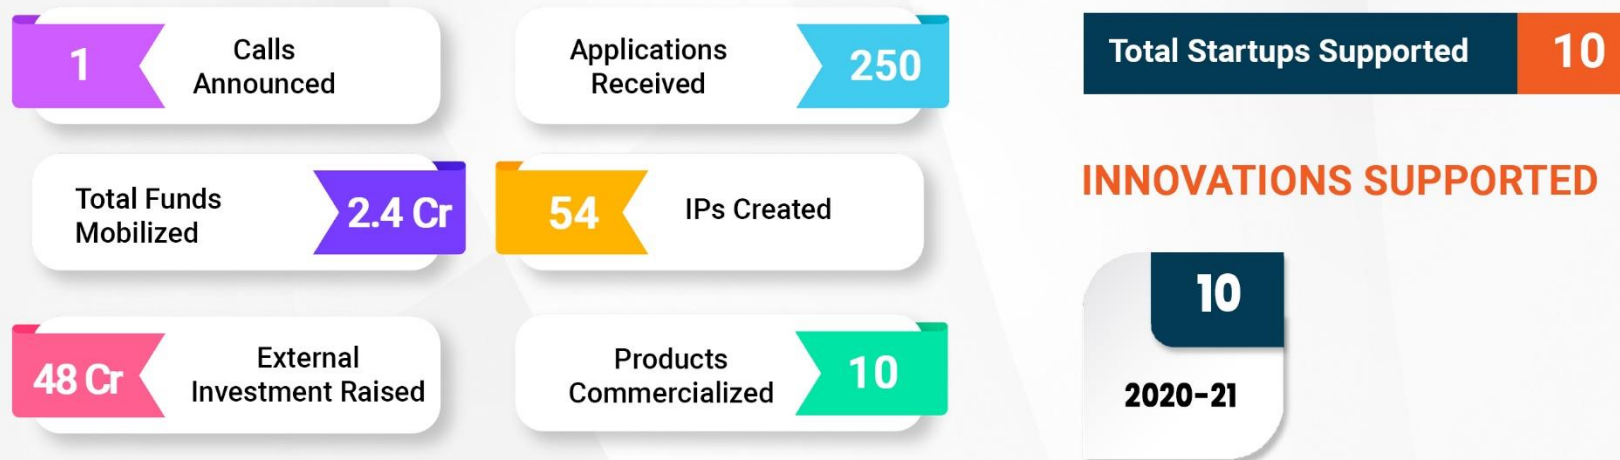 1
Calls
Announced
Applications
Received
250
Total Funds
Mobilized
2.4 Cr
54
IPs Created
48 Cr
External
Investment Raised
Products
Commercialized
10
Total Startups Supported
10
INNOVATIONS SUPPORTED
10
2020-21